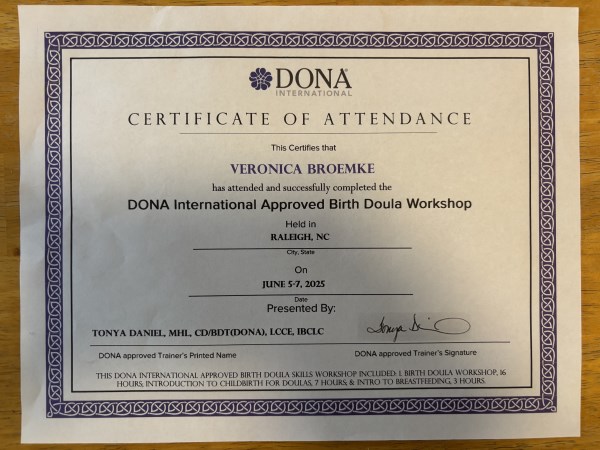 DONA
INTERNATIONAL
CERTIFICATE OF ATTENDANCE
This Certifies that
VERONICA BROEMKE
has attended and successfully completed the
DONA International Approved Birth Doula Workshop
Held in
RALEIGH, NC
City, State
On
JUNE 5-7, 2025
Date
Presented By:
TONYA DANIEL, MHL, CD/BDT(DONA), LCCE, IBCLC
DONA approved Trainer's Printed Name
DONA approved Trainer's Signature
THIS DONA INTERNATIONAL APPROVED BIRTH DOULA SKILLS WORKSHOP INCLUDED: 1. BIRTH DOULA WORKSHOP, 16
HOURS, INTRODUCTION TO CHILDBIRTH FOR DOULAS, 7 HOURS, & INTRO TO BREASTFEEDING, 3 HOURS.